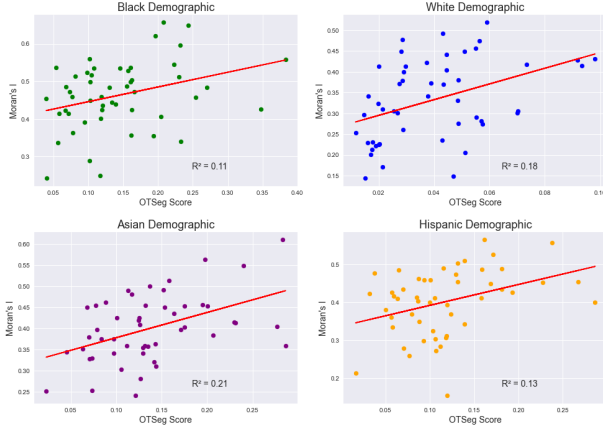 Black Demographic
Moran's I
0.6
0.5
0.4
0.3
R² = 0.11
0.05 0.10 0.15 0.20 0.25 0.30 0.35 0.40
OTSeg Score
White Demographic
Moran's I
0.50
0.45
0.40
0.35
0.30
0.25
0.20
0.15
R² = 0.18
0.02 0.04 0.06 0.08 0.10
OTSeg Score
Asian Demographic
Moran's I
0.60
0.55
0.50
0.45
0.40
0.35
0.30
0.25
R² = 0.21
0.05 0.10 0.15 0.20 0.25
OTSeg Score
Hispanic Demographic
Moran's I
0.5
0.4
0.3
0.2
R² = 0.13
0.05 0.10 0.15 0.20 0.25
OTSeg Score